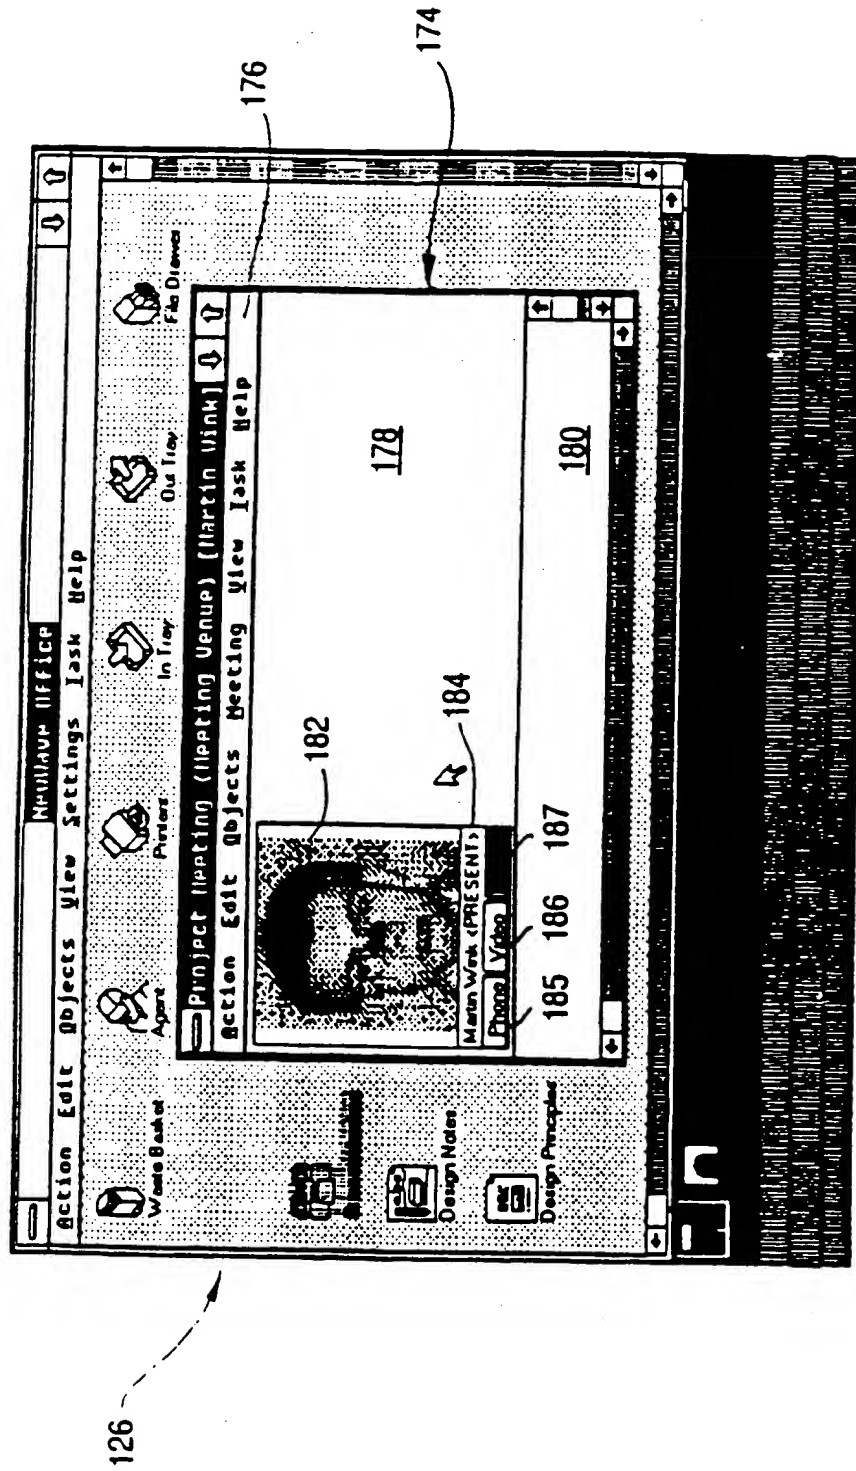 NewWave Office
Action Edit Objects View Settings Task Help
Waste Basket
Agent
Printers
In Tray
Out Tray
File Drawer
Project Meeting (Meeting Venue) [Martin Wink]
Action Edit Objects Meeting View Task Help
Design Notes
Design Principles
Martin Wink <PRESENT>
Phone
Video
126
174
176
178
180
182
184
185
186
187